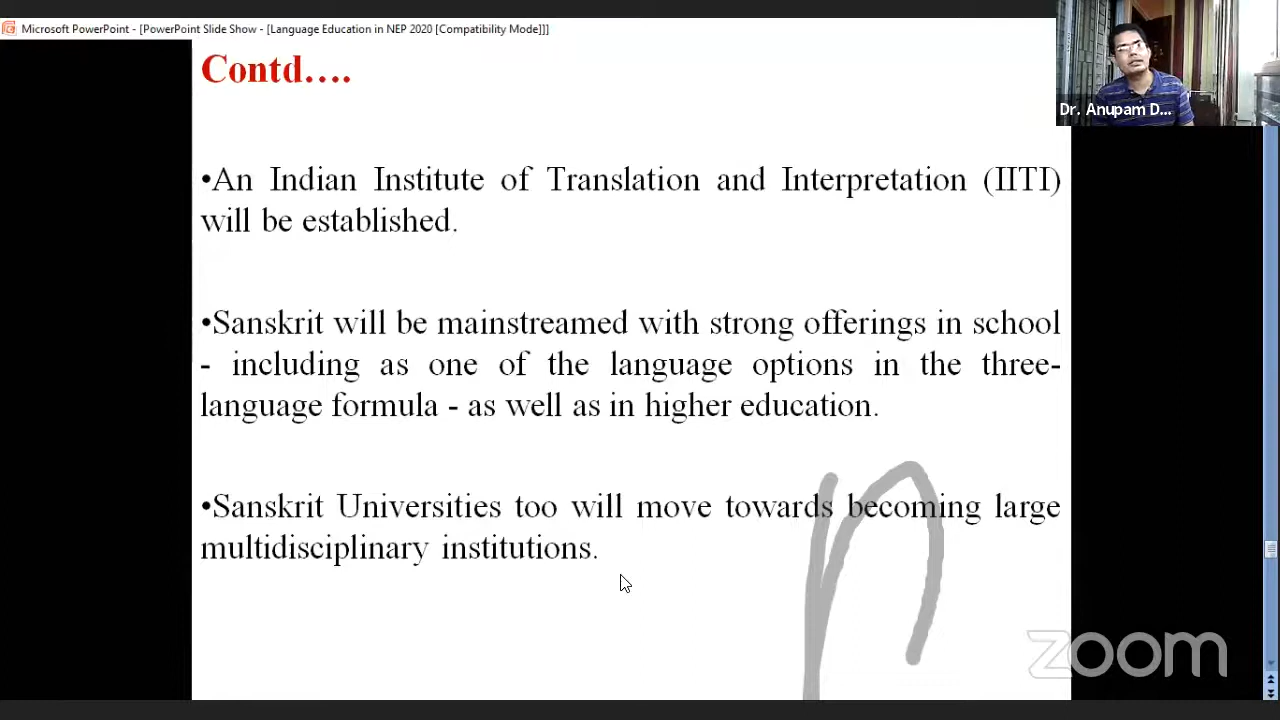 Microsoft PowerPoint - [PowerPoint Slide Show - [Language Education in NEP 2020 [Compatibility Mode]]]
Contd….
Dr. Anupam D...
•An Indian Institute of Translation and Interpretation (IITI)
will be established.
•Sanskrit will be mainstreamed with strong offerings in school
- including as one of the language options in the three-
language formula - as well as in higher education.
•Sanskrit Universities too will move towards becoming large
multidisciplinary institutions.
n
zoom